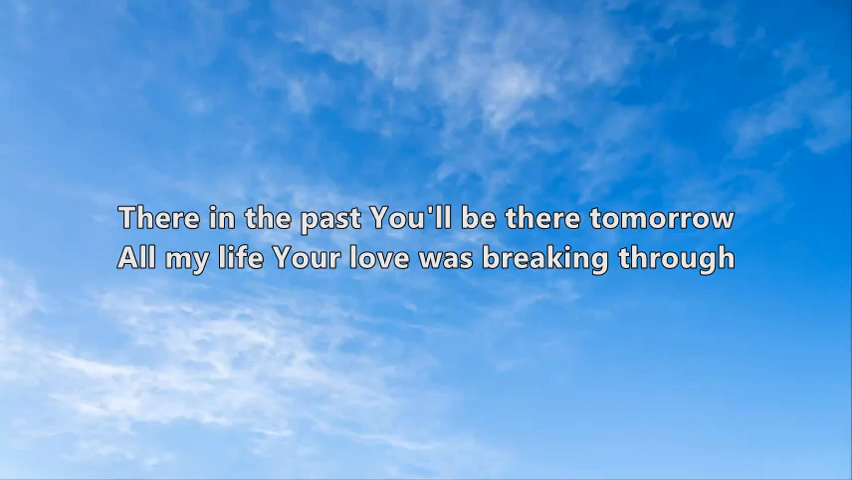 There in the past You'll be there tomorrow
All my life Your love was breaking through